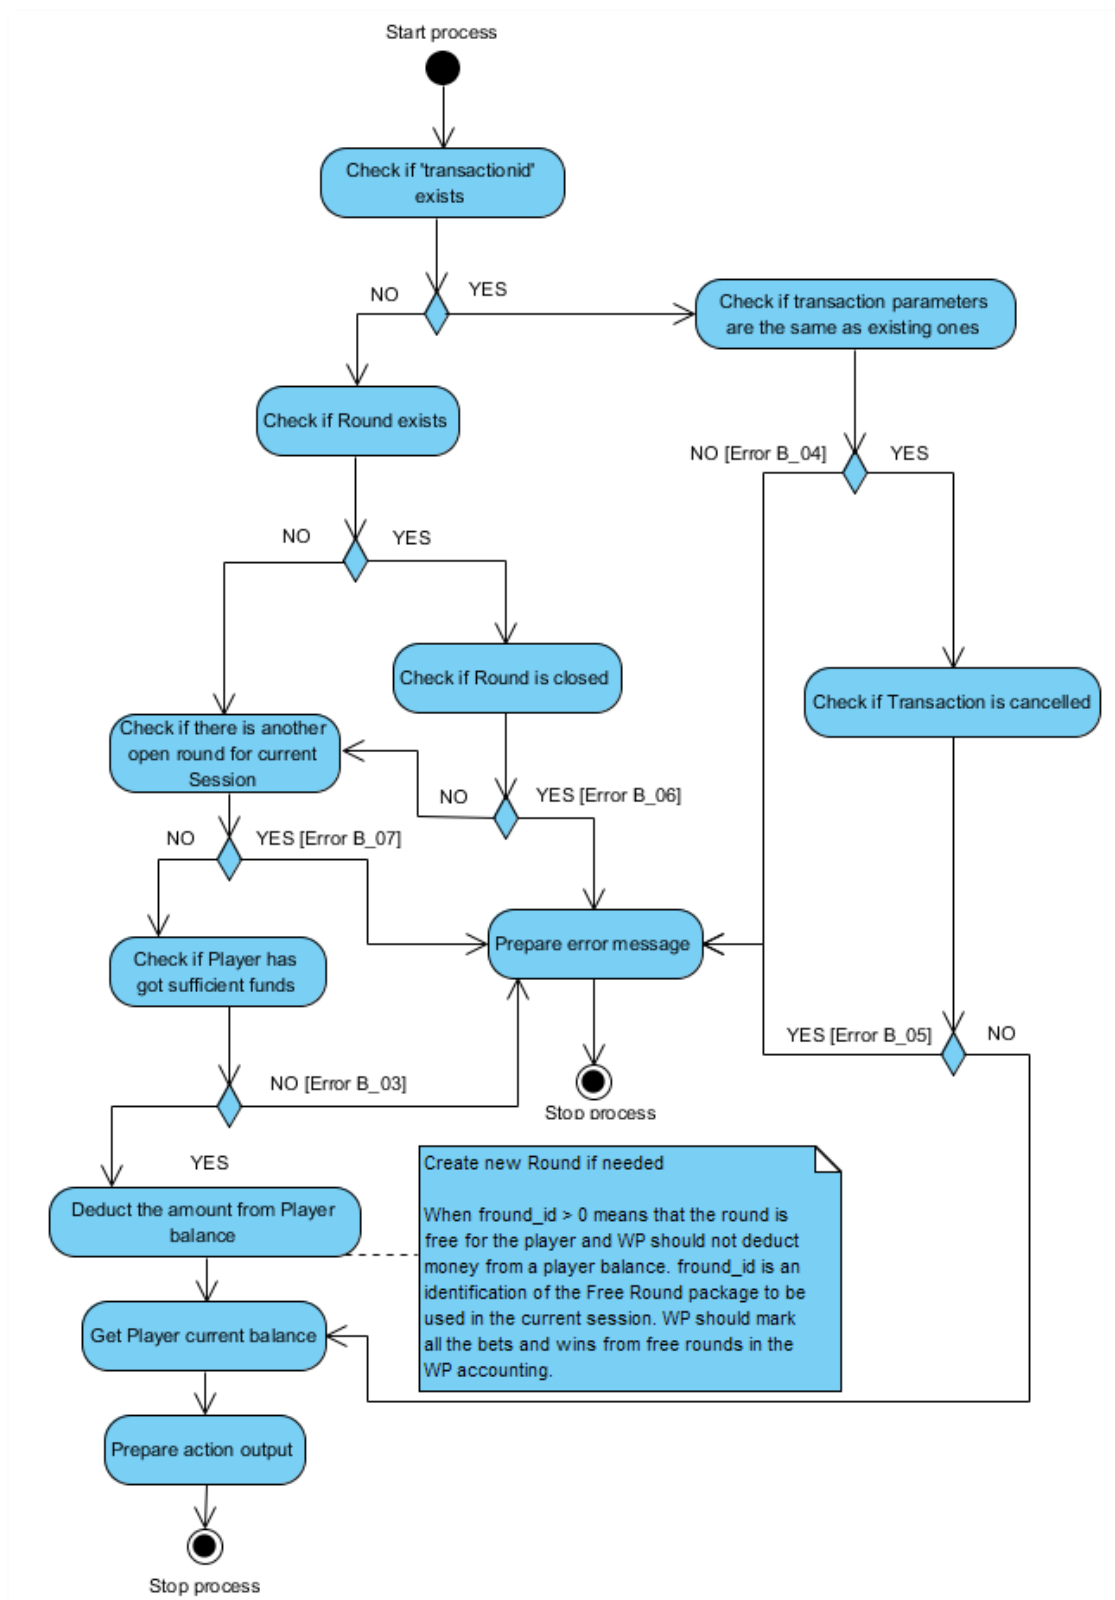 Start process
Check if 'transactionid'
exists
NO
YES
Check if transaction parameters
are the same as existing ones
Check if Round exists
NO [Error B_04]
YES
NO
YES
Check if Round is closed
Check if Transaction is cancelled
Check if there is another
open round for current
Session
NO
YES [Error B_06]
NO
YES [Error B_07]
Prepare error message
Check if Player has
got sufficient funds
YES [Error B_05]
NO
NO [Error B_03]
Stop process
YES
Create new Round if needed
When fround_id > 0 means that the round is
free for the player and WP should not deduct
money from a player balance. fround_id is an
identification of the Free Round package to be
used in the current session. WP should mark
all the bets and wins from free rounds in the
WP accounting.
Deduct the amount from Player
balance
Get Player current balance
Prepare action output
Stop process